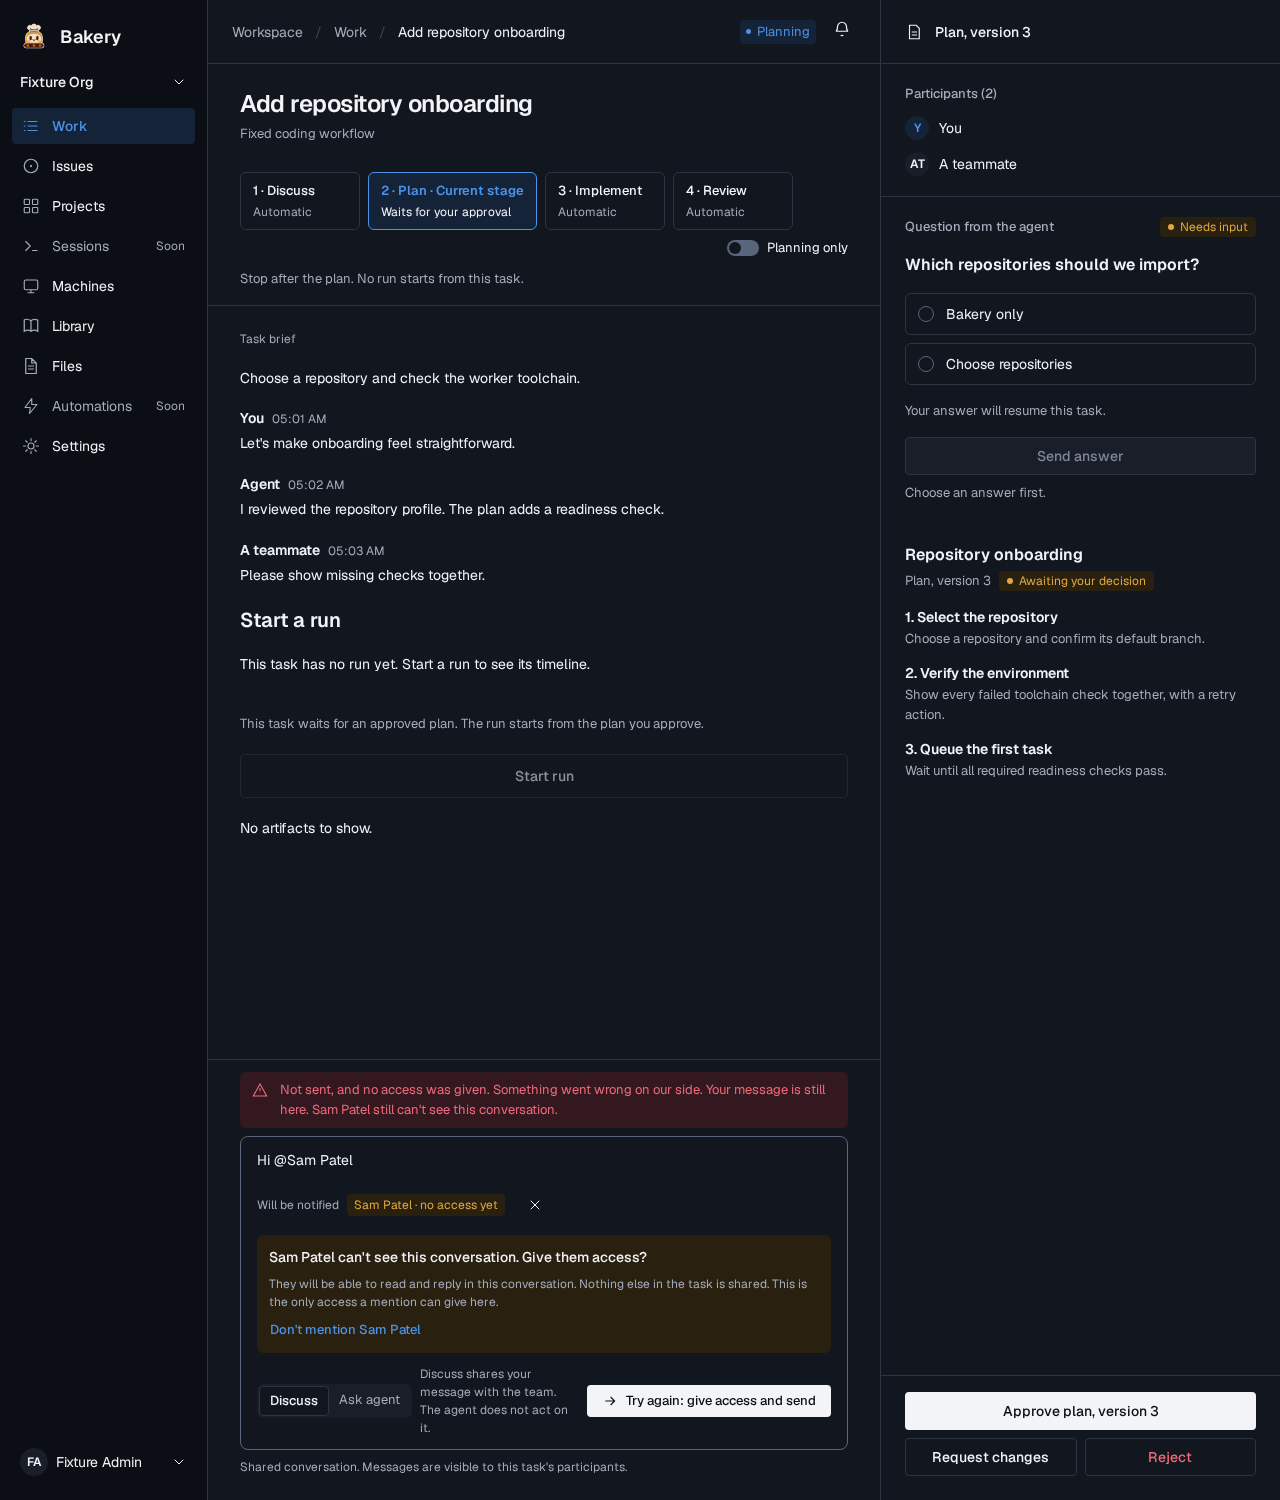 Bakery
Fixture Org
Work
Issues
Projects
Sessions Soon
Machines
Library
Files
Automations Soon
Settings
FA Fixture Admin
Workspace / Work / Add repository onboarding
Planning
Add repository onboarding
Fixed coding workflow
1 · Discuss
Automatic
2 · Plan · Current stage
Waits for your approval
3 · Implement
Automatic
4 · Review
Automatic
Planning only
Stop after the plan. No run starts from this task.
Task brief
Choose a repository and check the worker toolchain.
You 05:01 AM
Let's make onboarding feel straightforward.
Agent 05:02 AM
I reviewed the repository profile. The plan adds a readiness check.
A teammate 05:03 AM
Please show missing checks together.
Start a run
This task has no run yet. Start a run to see its timeline.
This task waits for an approved plan. The run starts from the plan you approve.
Start run
No artifacts to show.
Not sent, and no access was given. Something went wrong on our side. Your message is still
here. Sam Patel still can't see this conversation.
Hi @Sam Patel
Will be notified Sam Patel · no access yet
Sam Patel can't see this conversation. Give them access?
They will be able to read and reply in this conversation. Nothing else in the task is shared. This is
the only access a mention can give here.
Don't mention Sam Patel
Discuss Ask agent
Discuss shares your
message with the team.
The agent does not act on
it.
Try again: give access and send
Shared conversation. Messages are visible to this task's participants.
Plan, version 3
Participants (2)
Y You
AT A teammate
Question from the agent Needs input
Which repositories should we import?
Bakery only
Choose repositories
Your answer will resume this task.
Send answer
Choose an answer first.
Repository onboarding
Plan, version 3 Awaiting your decision
1. Select the repository
Choose a repository and confirm its default branch.
2. Verify the environment
Show every failed toolchain check together, with a retry
action.
3. Queue the first task
Wait until all required readiness checks pass.
Approve plan, version 3
Request changes Reject